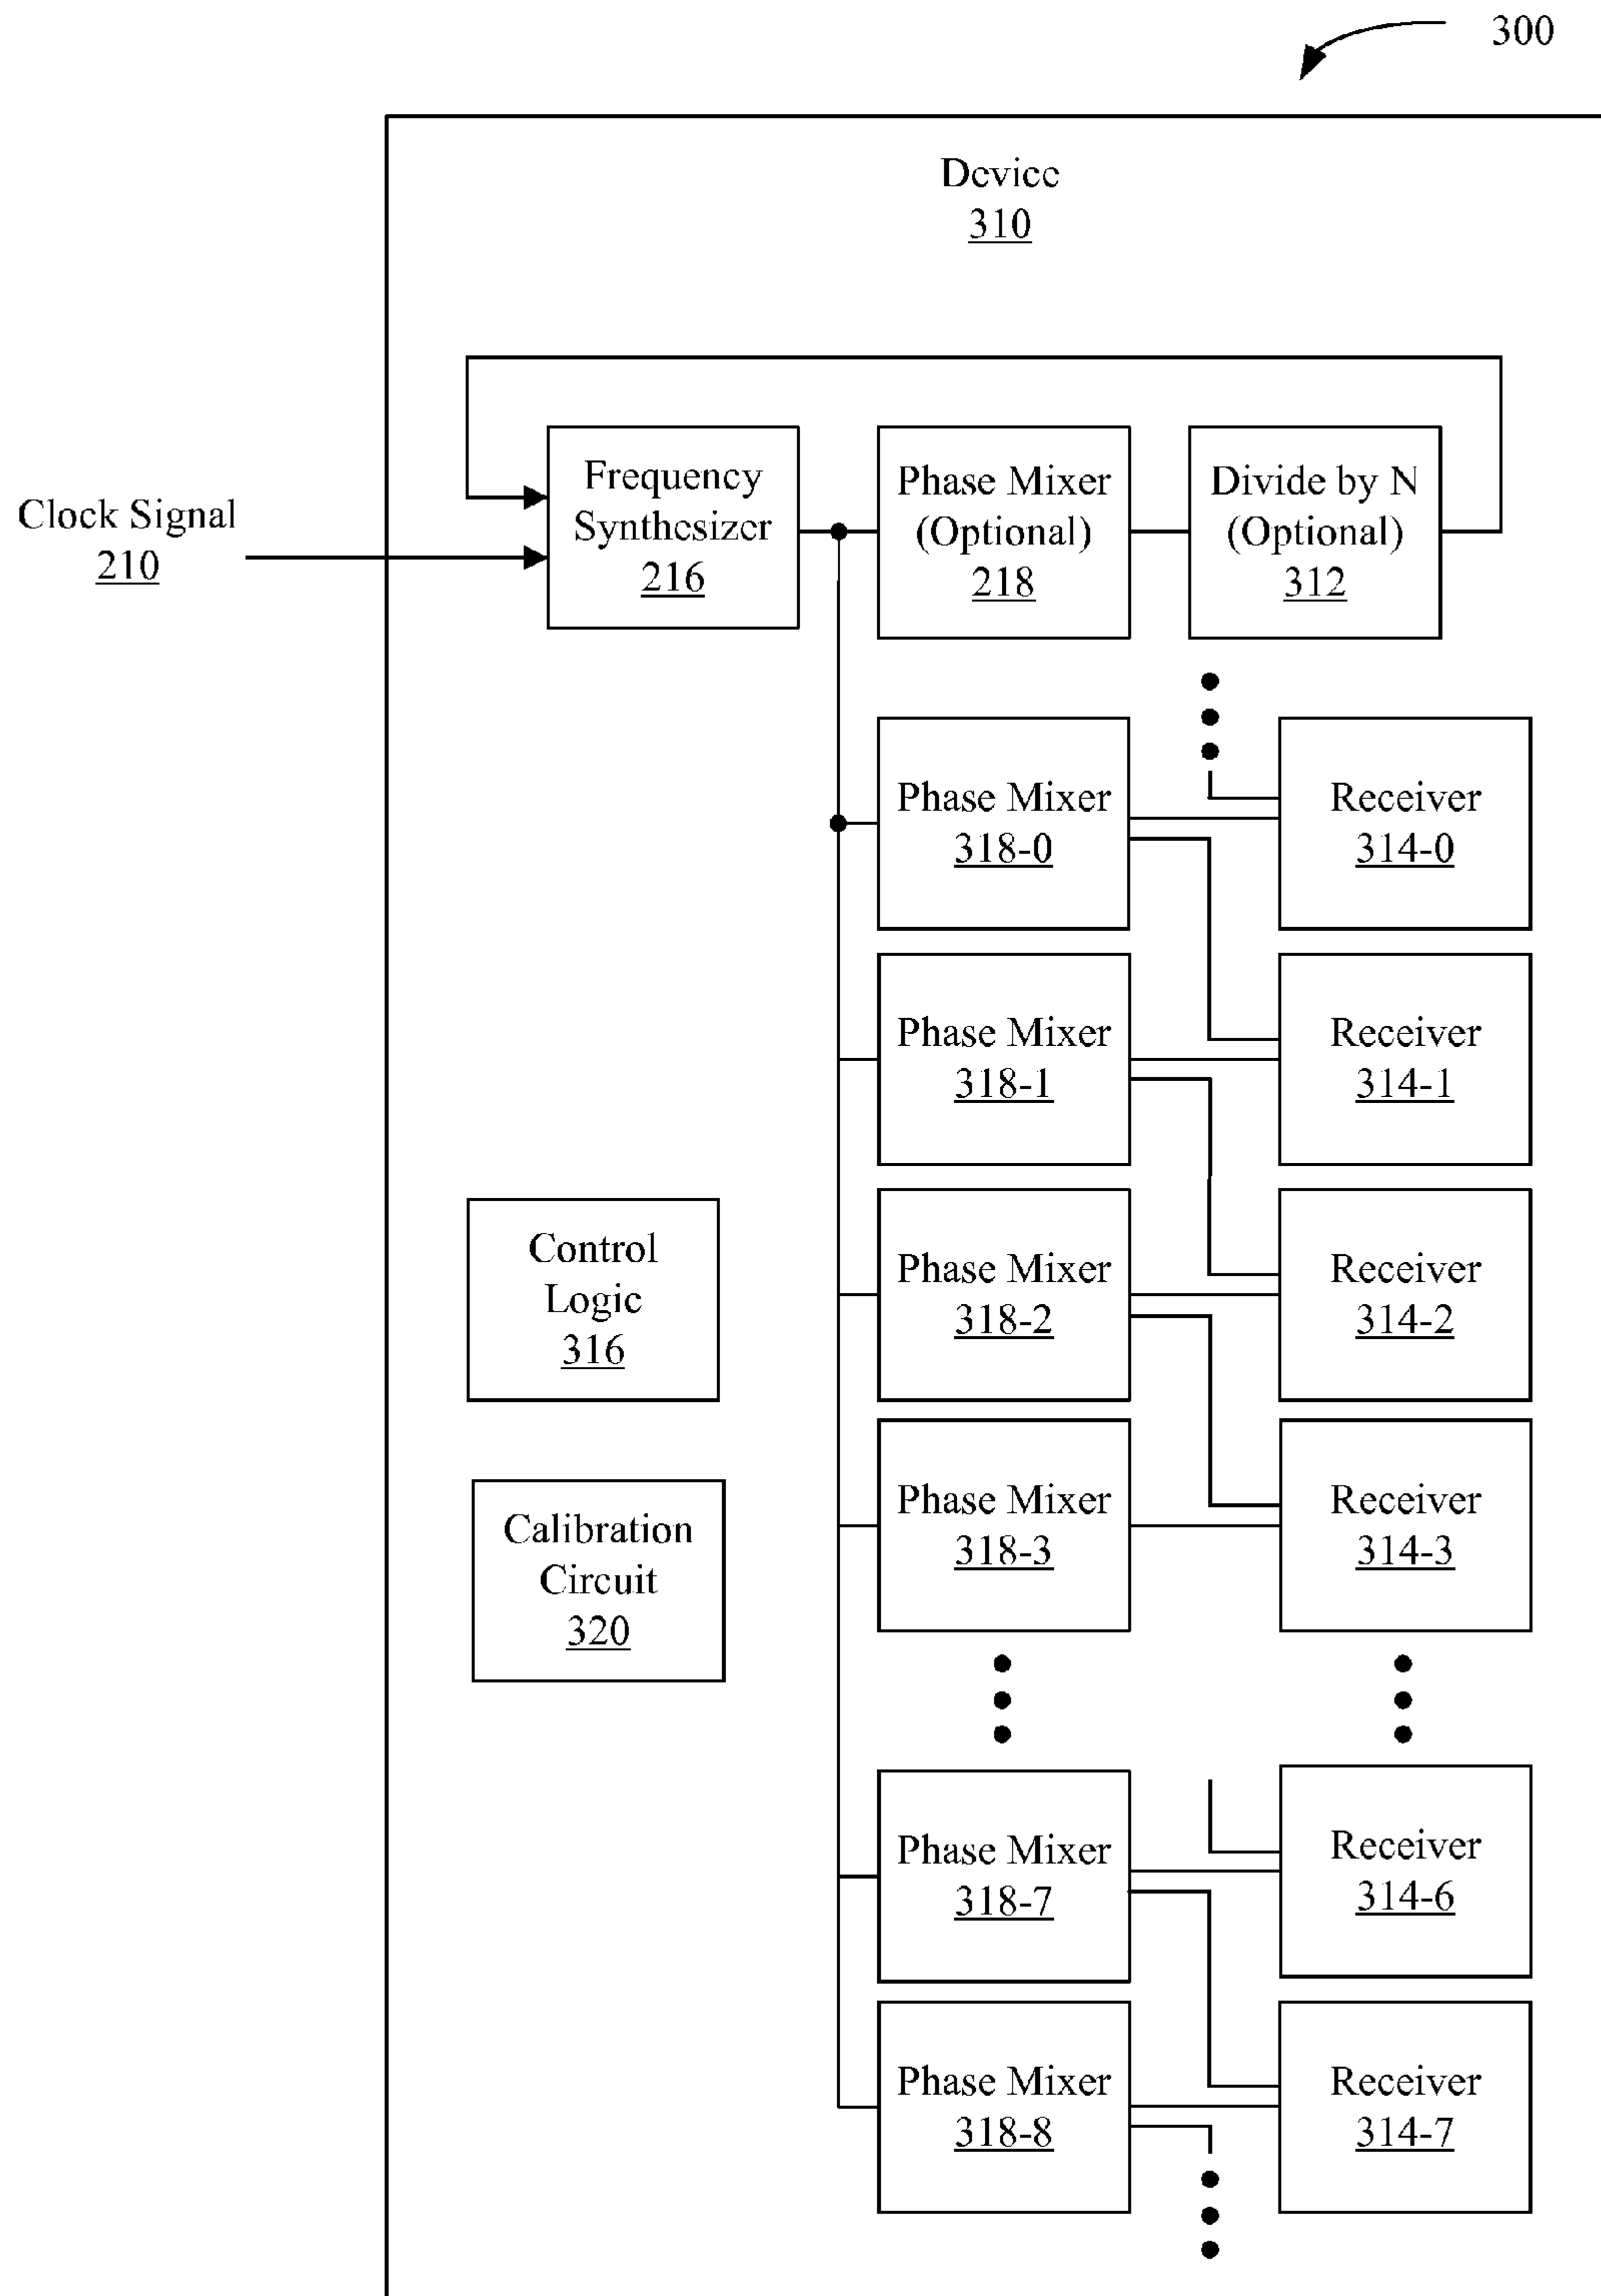 300
Device
310
Clock Signal
210
Frequency
Synthesizer
216
Phase Mixer
(Optional)
218
Divide by N
(Optional)
312
Phase Mixer
318-0
Receiver
314-0
Phase Mixer
318-1
Receiver
314-1
Control
Logic
316
Phase Mixer
318-2
Receiver
314-2
Calibration
Circuit
320
Phase Mixer
318-3
Receiver
314-3
Phase Mixer
318-7
Receiver
314-6
Phase Mixer
318-8
Receiver
314-7